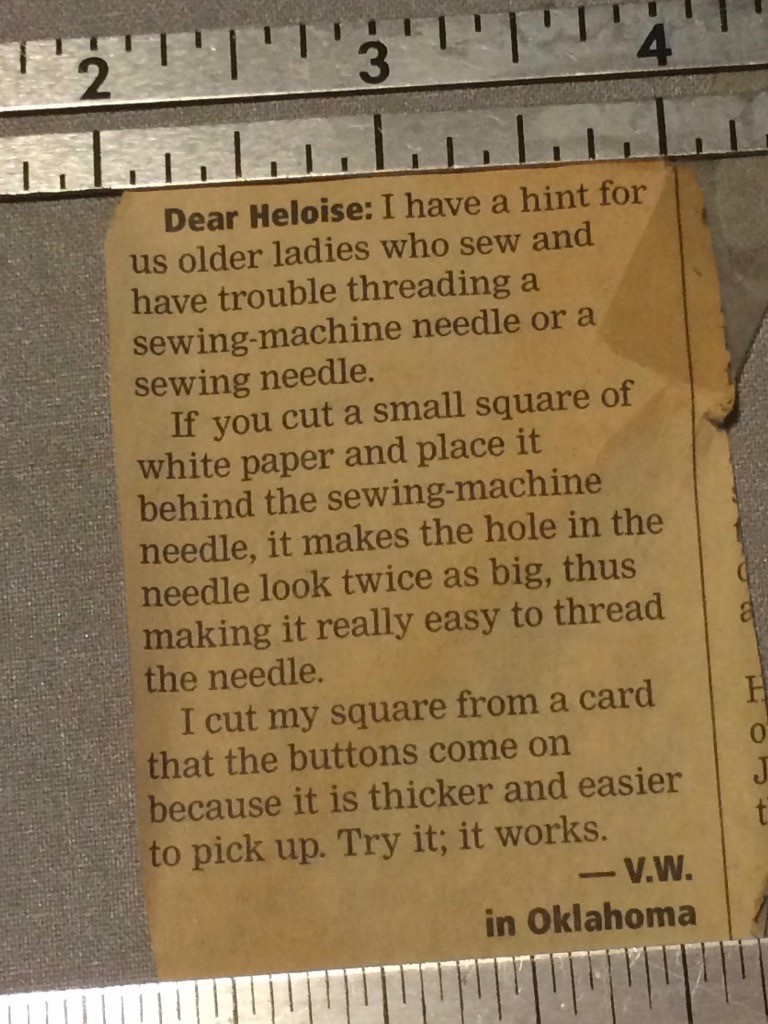 2 3 4
Dear Heloise: I have a hint for
us older ladies who sew and
have trouble threading a
sewing-machine needle or a
sewing needle.
If you cut a small square of
white paper and place it
behind the sewing-machine
needle, it makes the hole in the
needle look twice as big, thus
making it really easy to thread
the needle.
I cut my square from a card
that the buttons come on
because it is thicker and easier
to pick up. Try it; it works.
— V.W.
in Oklahoma